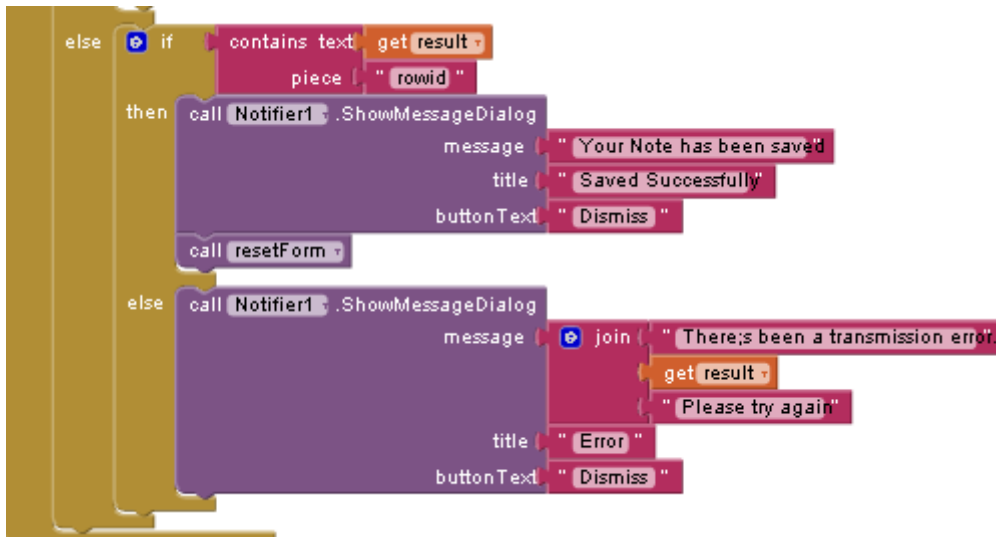 else if contains text get result
piece " rowid "
then call Notifier1 .ShowMessageDialog
message " Your Note has been saved "
title " Saved Successfully "
buttonText " Dismiss "
call resetForm
else call Notifier1 .ShowMessageDialog
message join " There;s been a transmission error.
get result
" Please try again "
title " Error "
buttonText " Dismiss "